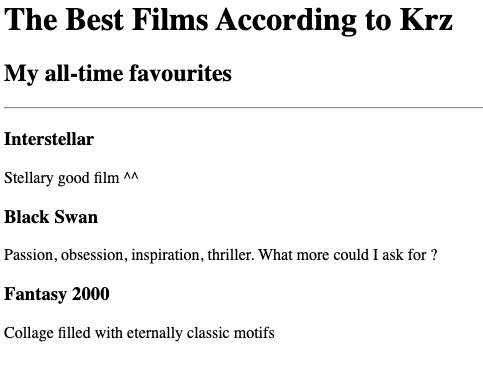 The Best Films According to Krz
My all-time favourites
Interstellar
Stellary good film ^^
Black Swan
Passion, obsession, inspiration, thriller. What more could I ask for ?
Fantasy 2000
Collage filled with eternally classic motifs